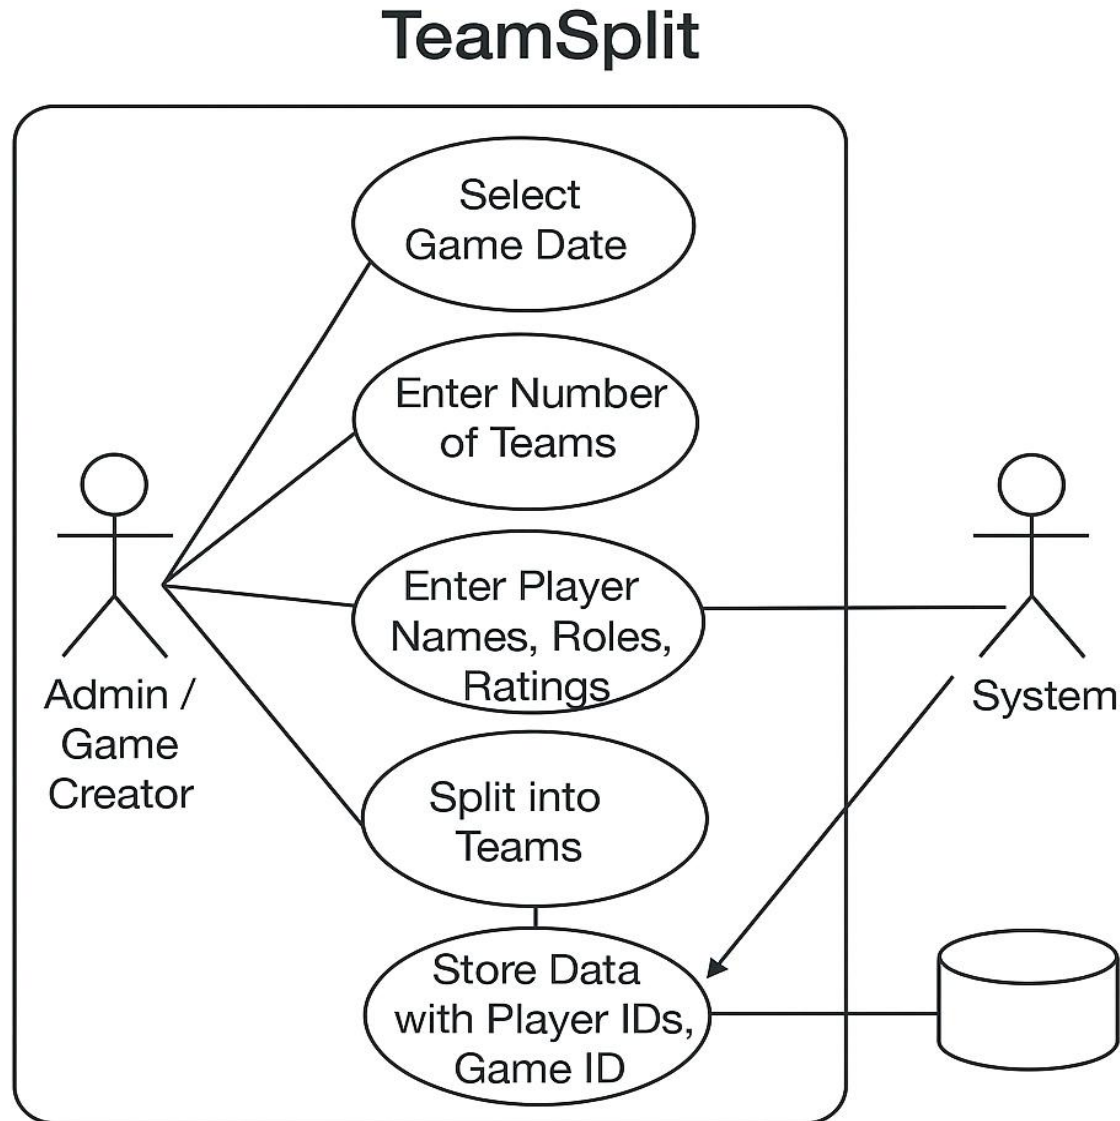 TeamSplit
Select
Game Date
Enter Number
of Teams
Enter Player
Names, Roles,
Ratings
Admin /
Game
Creator
System
Split into
Teams
Store Data
with Player IDs,
Game ID